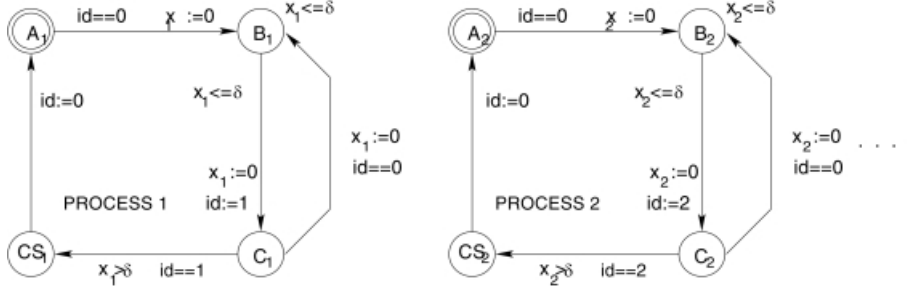 x₁<=δ
id==0 x₁ :=0
A₁
B₁
id:=0
x₁<=δ
x₁:=0
id==0
x₁:=0
PROCESS 1 id:=1
CS₁
C₁
x₁>δ id==1
x₂<=δ
id==0 x₂ :=0
A₂
B₂
id:=0
x₂<=δ
x₂:=0
id==0
. . .
x₂:=0
PROCESS 2 id:=2
CS₂
C₂
x₂>δ id==2